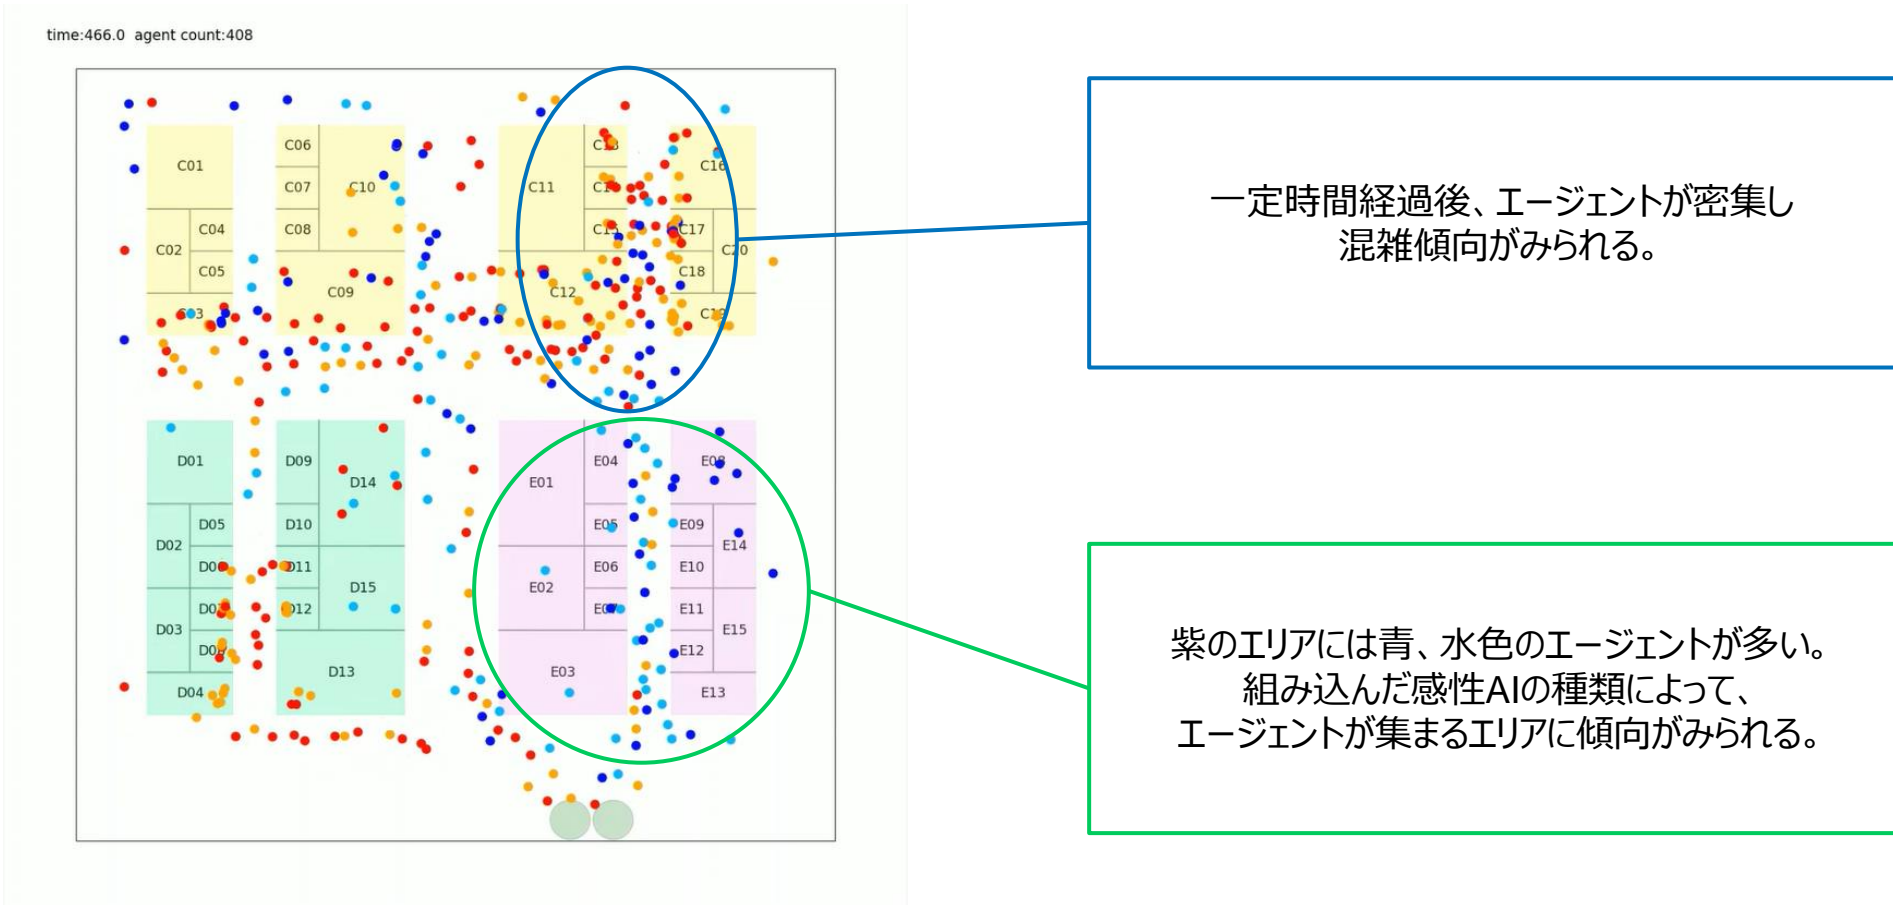 time:466.0 agent count:408
C01
C02
C04
C05
C06
C07
C08
C10
C09
C11
C12
C16
C17
C18
C20
D01
D02
D05
D03
D04
D09
D10
D11
D12
D14
D15
D13
E01
E02
E03
E04
E05
E06
E08
E09
E10
E11
E12
E13
E14
E15
一定時間経過後、エージェントが密集し
混雑傾向がみられる。
紫のエリアには青、水色のエージェントが多い。
組み込んだ感性AIの種類によって、
エージェントが集まるエリアに傾向がみられる。